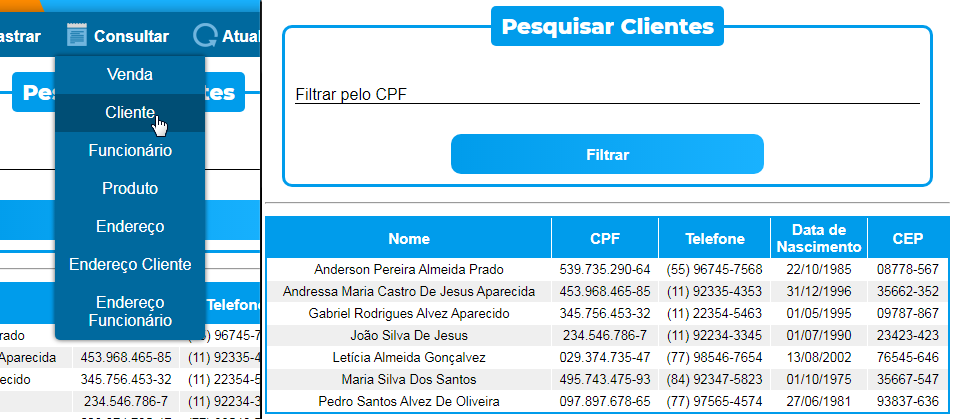 astrar Consultar Atual
Venda
Pes tes
Cliente
Funcionário
Produto
Endereço
Endereço Cliente
Endereço
Funcionário
Telefone
rado 96745-7
Aparecida 453.968.465-85 (11) 92335-4
ecido 345.756.453-32 (11) 22354-5
234.546.786-7 (11) 92234-3
Pesquisar Clientes
Filtrar pelo CPF
Filtrar
Nome CPF Telefone Data de Nascimento CEP
Anderson Pereira Almeida Prado 539.735.290-64 (55) 96745-7568 22/10/1985 08778-567
Andressa Maria Castro De Jesus Aparecida 453.968.465-85 (11) 92335-4353 31/12/1996 35662-352
Gabriel Rodrigues Alvez Aparecido 345.756.453-32 (11) 22354-5463 01/05/1995 09787-867
João Silva De Jesus 234.546.786-7 (11) 92234-3345 01/07/1990 23423-423
Letícia Almeida Gonçalvez 029.374.735-47 (77) 98546-7654 13/08/2002 76545-646
Maria Silva Dos Santos 495.743.475-93 (84) 92347-5823 01/10/1975 35667-547
Pedro Santos Alvez De Oliveira 097.897.678-65 (77) 97565-4574 27/06/1981 93837-636